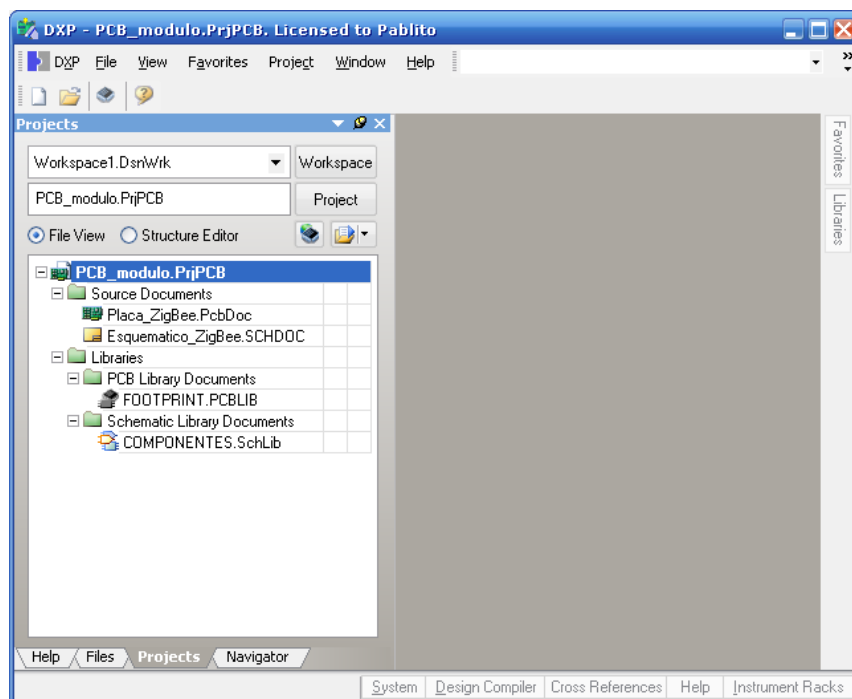 DXP - PCB_modulo.PrjPCB. Licensed to Pablito
DXP File View Favorites Project Window Help
Projects
Workspace1.DsnWrk Workspace
PCB_modulo.PrjPCB Project
File View Structure Editor
PCB_modulo.PrjPCB
Source Documents
Placa_ZigBee.PcbDoc
Esquematico_ZigBee.SCHDOC
Libraries
PCB Library Documents
FOOTPRINT.PCBLIB
Schematic Library Documents
COMPONENTES.SchLib
Help Files Projects Navigator
Favorites
Libraries
System Design Compiler Cross References Help Instrument Racks